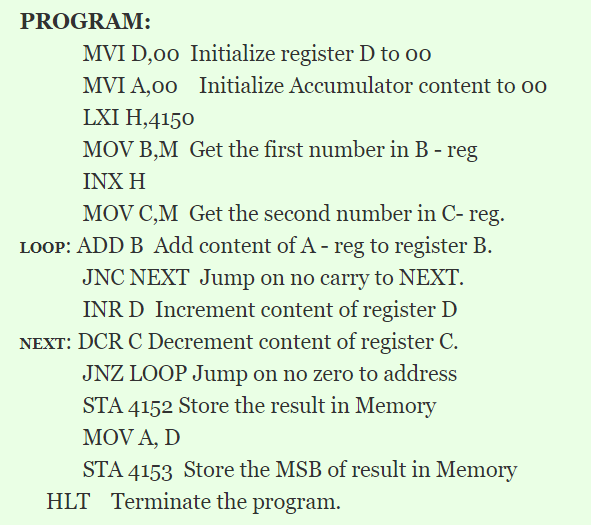 PROGRAM:
MVI D,00 Initialize register D to 00
MVI A,00 Initialize Accumulator content to 00
LXI H,4150
MOV B,M Get the first number in B - reg
INX H
MOV C,M Get the second number in C- reg.
LOOP: ADD B Add content of A - reg to register B.
JNC NEXT Jump on no carry to NEXT.
INR D Increment content of register D
NEXT: DCR C Decrement content of register C.
JNZ LOOP Jump on no zero to address
STA 4152 Store the result in Memory
MOV A, D
STA 4153 Store the MSB of result in Memory
HLT Terminate the program.